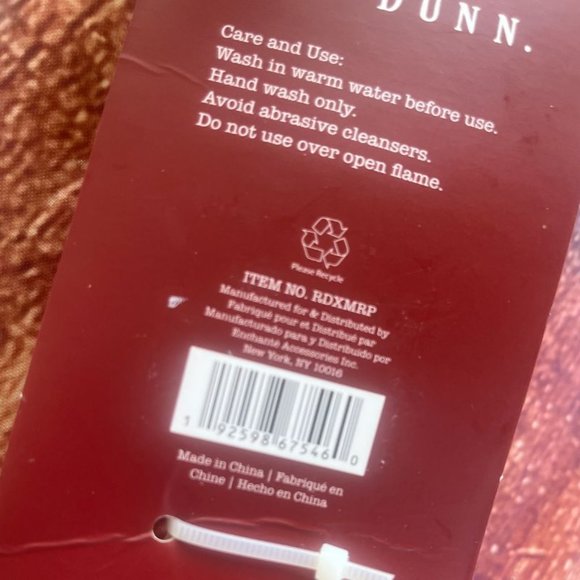 DUNN.
Care and Use:
Wash in warm water before use.
Hand wash only.
Avoid abrasive cleansers.
Do not use over open flame.
Please Recycle
ITEM NO. RDXMRP
Manufactured for & Distributed by
Fabriqué pour et Distribué par
Manufacturado para y Distribuido por
Enchanté Accessories Inc.
New York, NY 10016
1 92598 67546 0
Made in China | Fabriqué en
Chine | Hecho en China